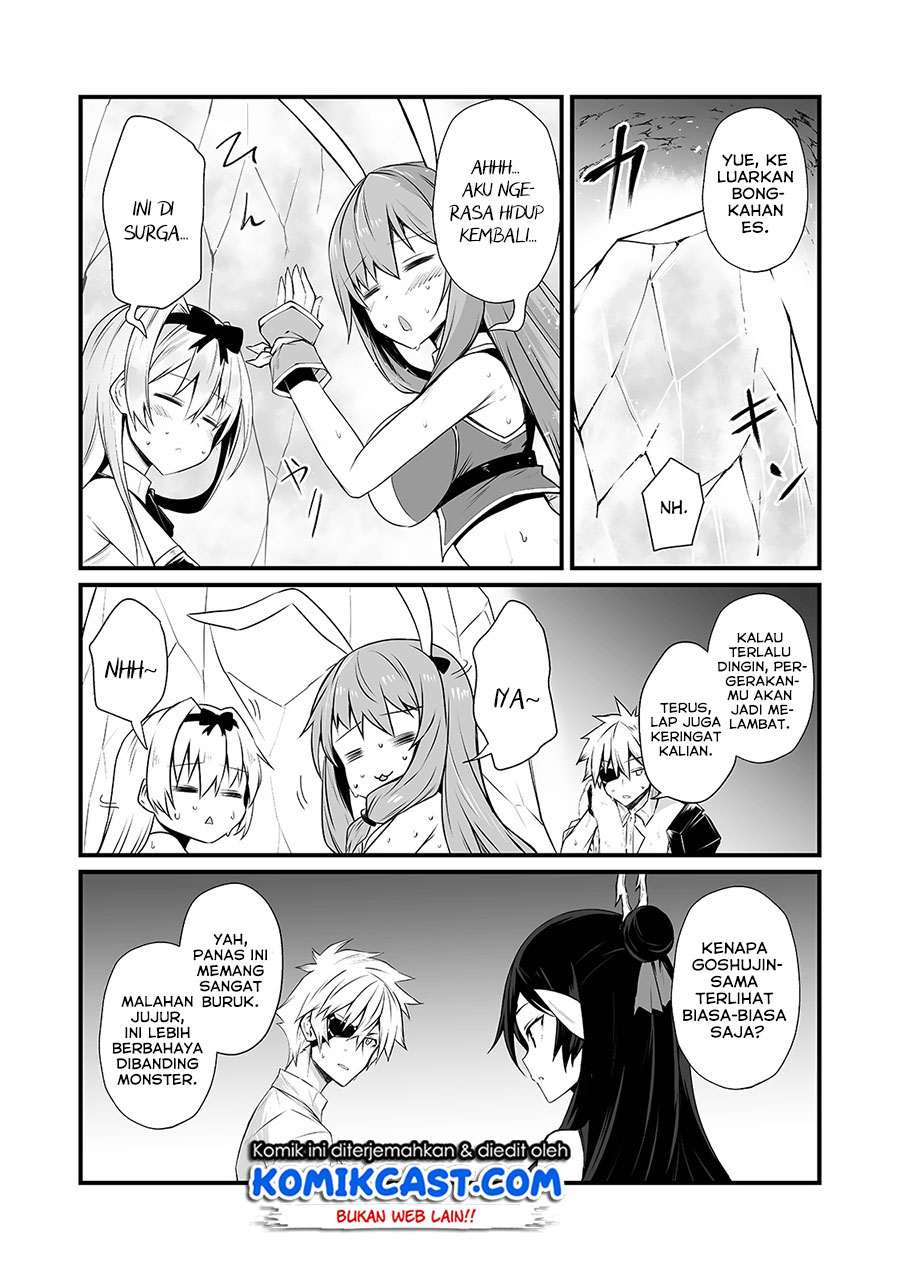 YUE, KE
LUARKAN
BONG-
KAHAN
ES.
カ
キン
NH.
AHHH...
AKU NGE-
RASA HIDUP
KEMBALI...
INI DI
SURGA...
KALAU
TERLALU
DINGIN, PER-
GERAKAN-
MU AKAN
JADI ME-
LAMBAT.
TERUS,
LAP JUGA
KERINGAT
KALIAN.
IYA~
NHH~
KENAPA
GOSHUJIN-
SAMA
TERLIHAT
BIASA-BIASA
SAJA?
YAH,
PANAS INI
MEMANG
SANGAT
BURUK.
MALAHAN
JUJUR,
INI LEBIH
BERBAHAYA
DIBANDING
MONSTER.
Komik ini diterjemahkan & diedit oleh
KOMIKCAST.COM
BUKAN WEB LAIN!!